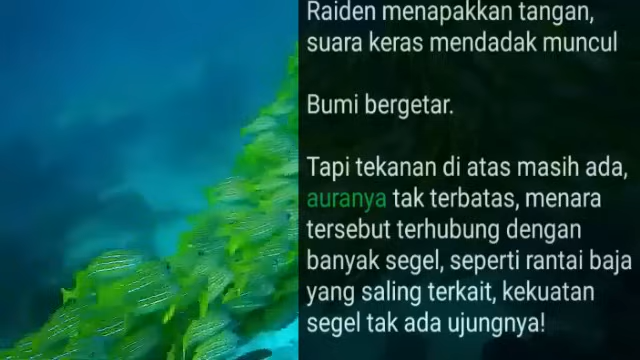 Raiden menapakkan tangan,
suara keras mendadak muncul
Bumi bergetar.
Tapi tekanan di atas masih ada,
auranya tak terbatas, menara
tersebut terhubung dengan
banyak segel, seperti rantai baja
yang saling terkait, kekuatan
segel tak ada ujungnya!